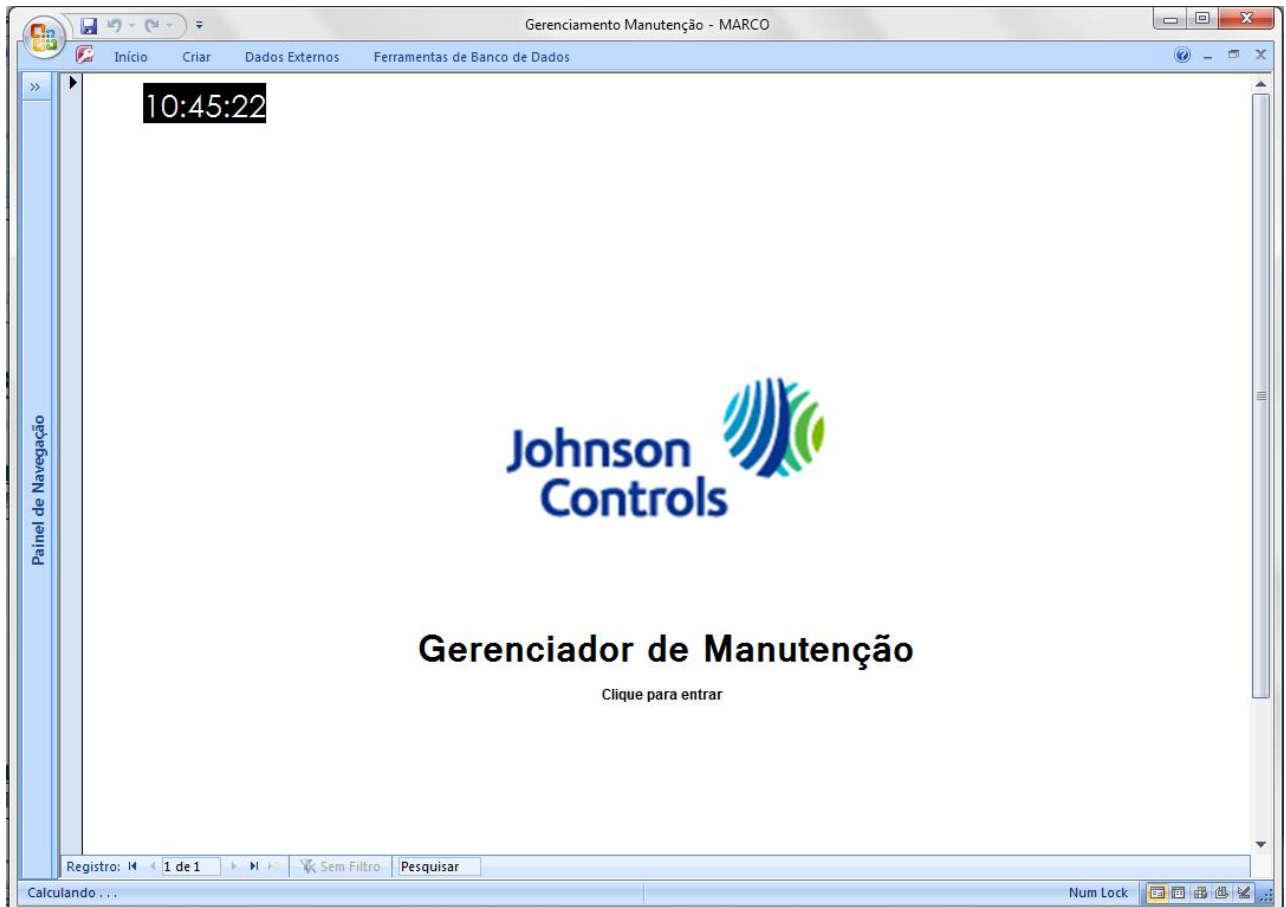 Gerenciamento Manutenção - MARCO
Início Criar Dados Externos Ferramentas de Banco de Dados
10:45:22
Painel de Navegação
Johnson
Controls
Gerenciador de Manutenção
Clique para entrar
Registro: 1 de 1 Sem Filtro Pesquisar
Calculando . . . Num Lock